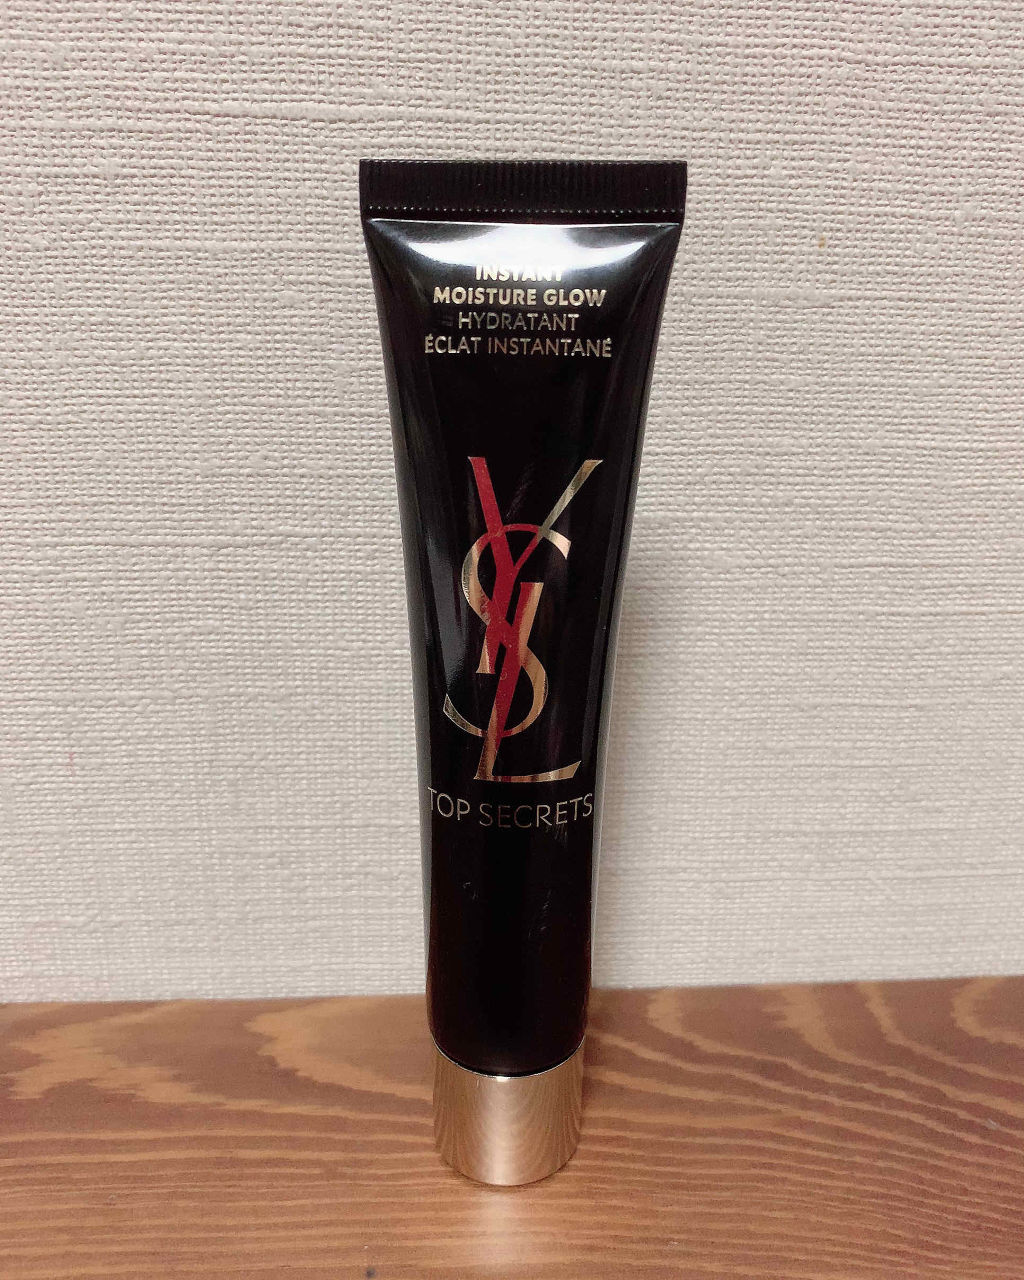 INSTANT
MOISTURE GLOW
HYDRATANT
ÉCLAT INSTANTANÉ
YSL
TOP SECRETS